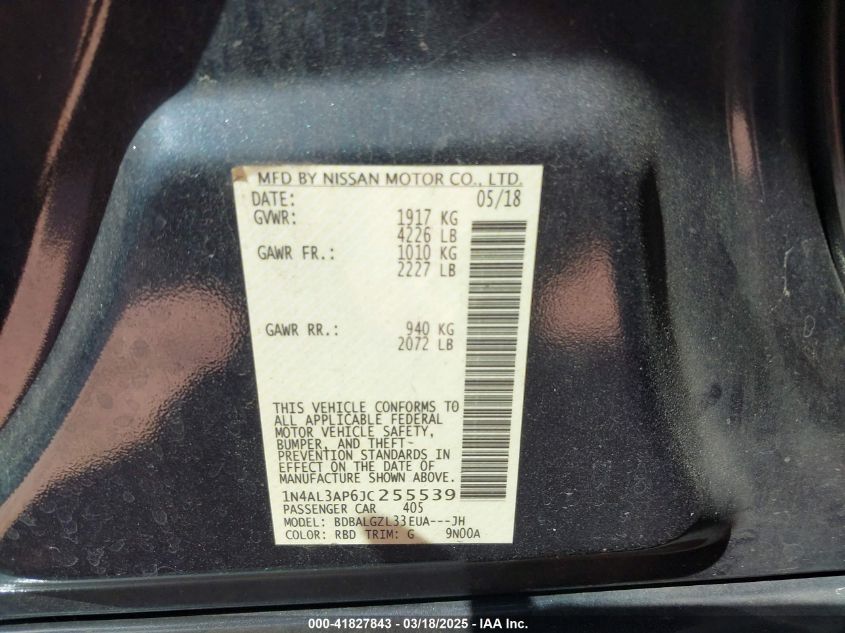 MFD BY NISSAN MOTOR CO., LTD.
DATE: 05/18
GVWR: 1917 KG
4226 LB
GAWR FR.: 1010 KG
2227 LB
GAWR RR.: 940 KG
2072 LB
THIS VEHICLE CONFORMS TO
ALL APPLICABLE FEDERAL
MOTOR VEHICLE SAFETY,
BUMPER, AND THEFT-
PREVENTION STANDARDS IN
EFFECT ON THE DATE OF
MANUFACTURE SHOWN ABOVE.
1N4AL3AP6JC255539
PASSENGER CAR 405
MODEL: BDBALGZL33EUA---JH
COLOR: RBD TRIM: G 9N00A
000-41827843 - 03/18/2025 - IAA Inc.